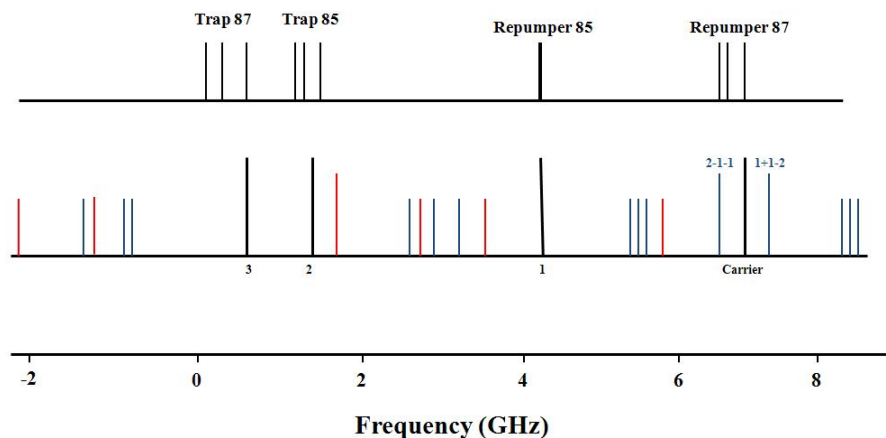 Trap 87
Trap 85
Repumper 85
Repumper 87
2-1-1
1+1-2
3
2
1
Carrier
-2
0
2
4
6
8
Frequency (GHz)